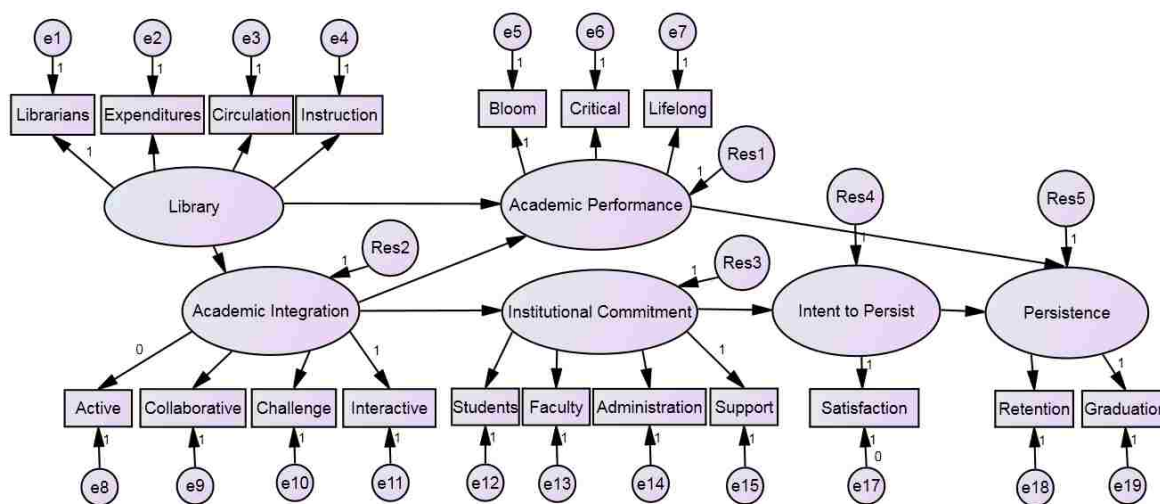 e1 e2 e3 e4 e5 e6 e7
1 1 1 1 1 1 1
Librarians Expenditures Circulation Instruction Bloom Critical Lifelong
1 1 Res1
1 Res4 Res5
Library Academic Performance
1 1
Res2 Res3
1 1
Academic Integration Institutional Commitment Intent to Persist Persistence
0 1 1 1 1
Active Collaborative Challenge Interactive Students Faculty Administration Support Satisfaction Retention Graduation
1 1 1 1 1 1 1 1 1 1 1
0
e8 e9 e10 e11 e12 e13 e14 e15 e17 e18 e19